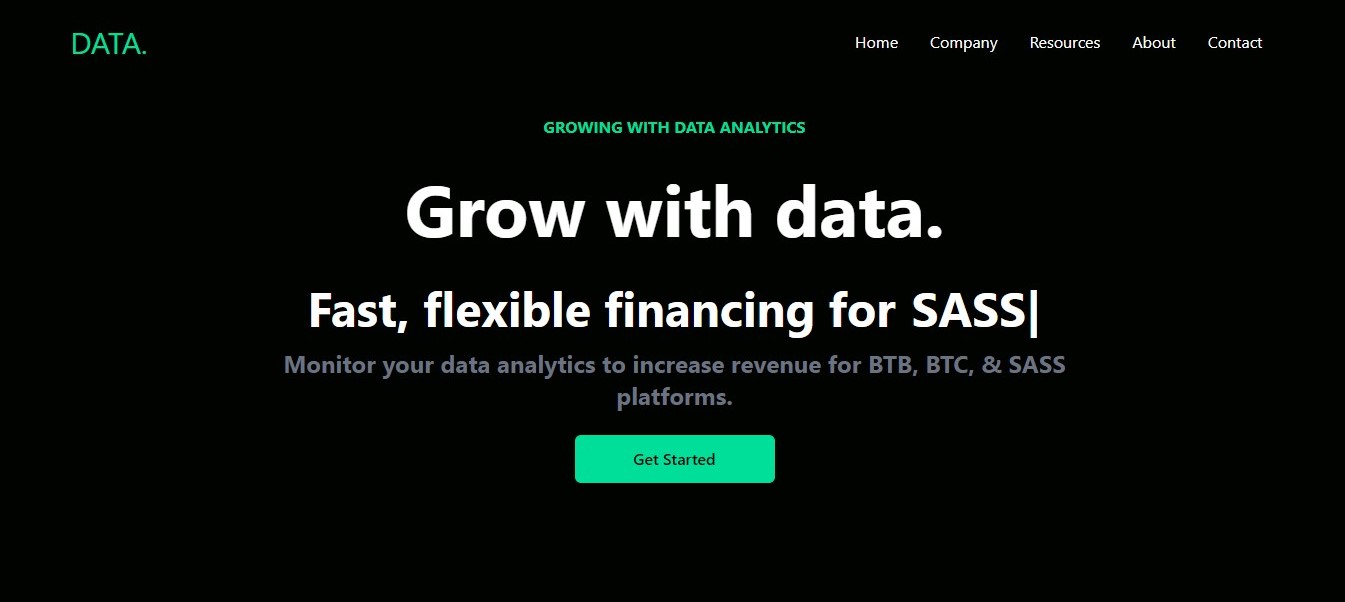 DATA.
Home Company Resources About Contact
GROWING WITH DATA ANALYTICS
Grow with data.
Fast, flexible financing for SASS|
Monitor your data analytics to increase revenue for BTB, BTC, & SASS
platforms.
Get Started